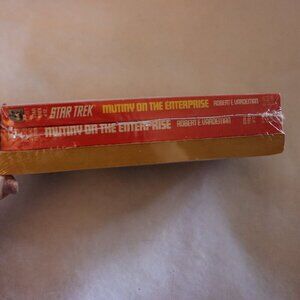 STAR TREK MUTINY ON THE ENTERPRISE ROBERT E. VARDEMAN
MUTINY ON THE ENTERPRISE ROBERT E. VARDEMAN